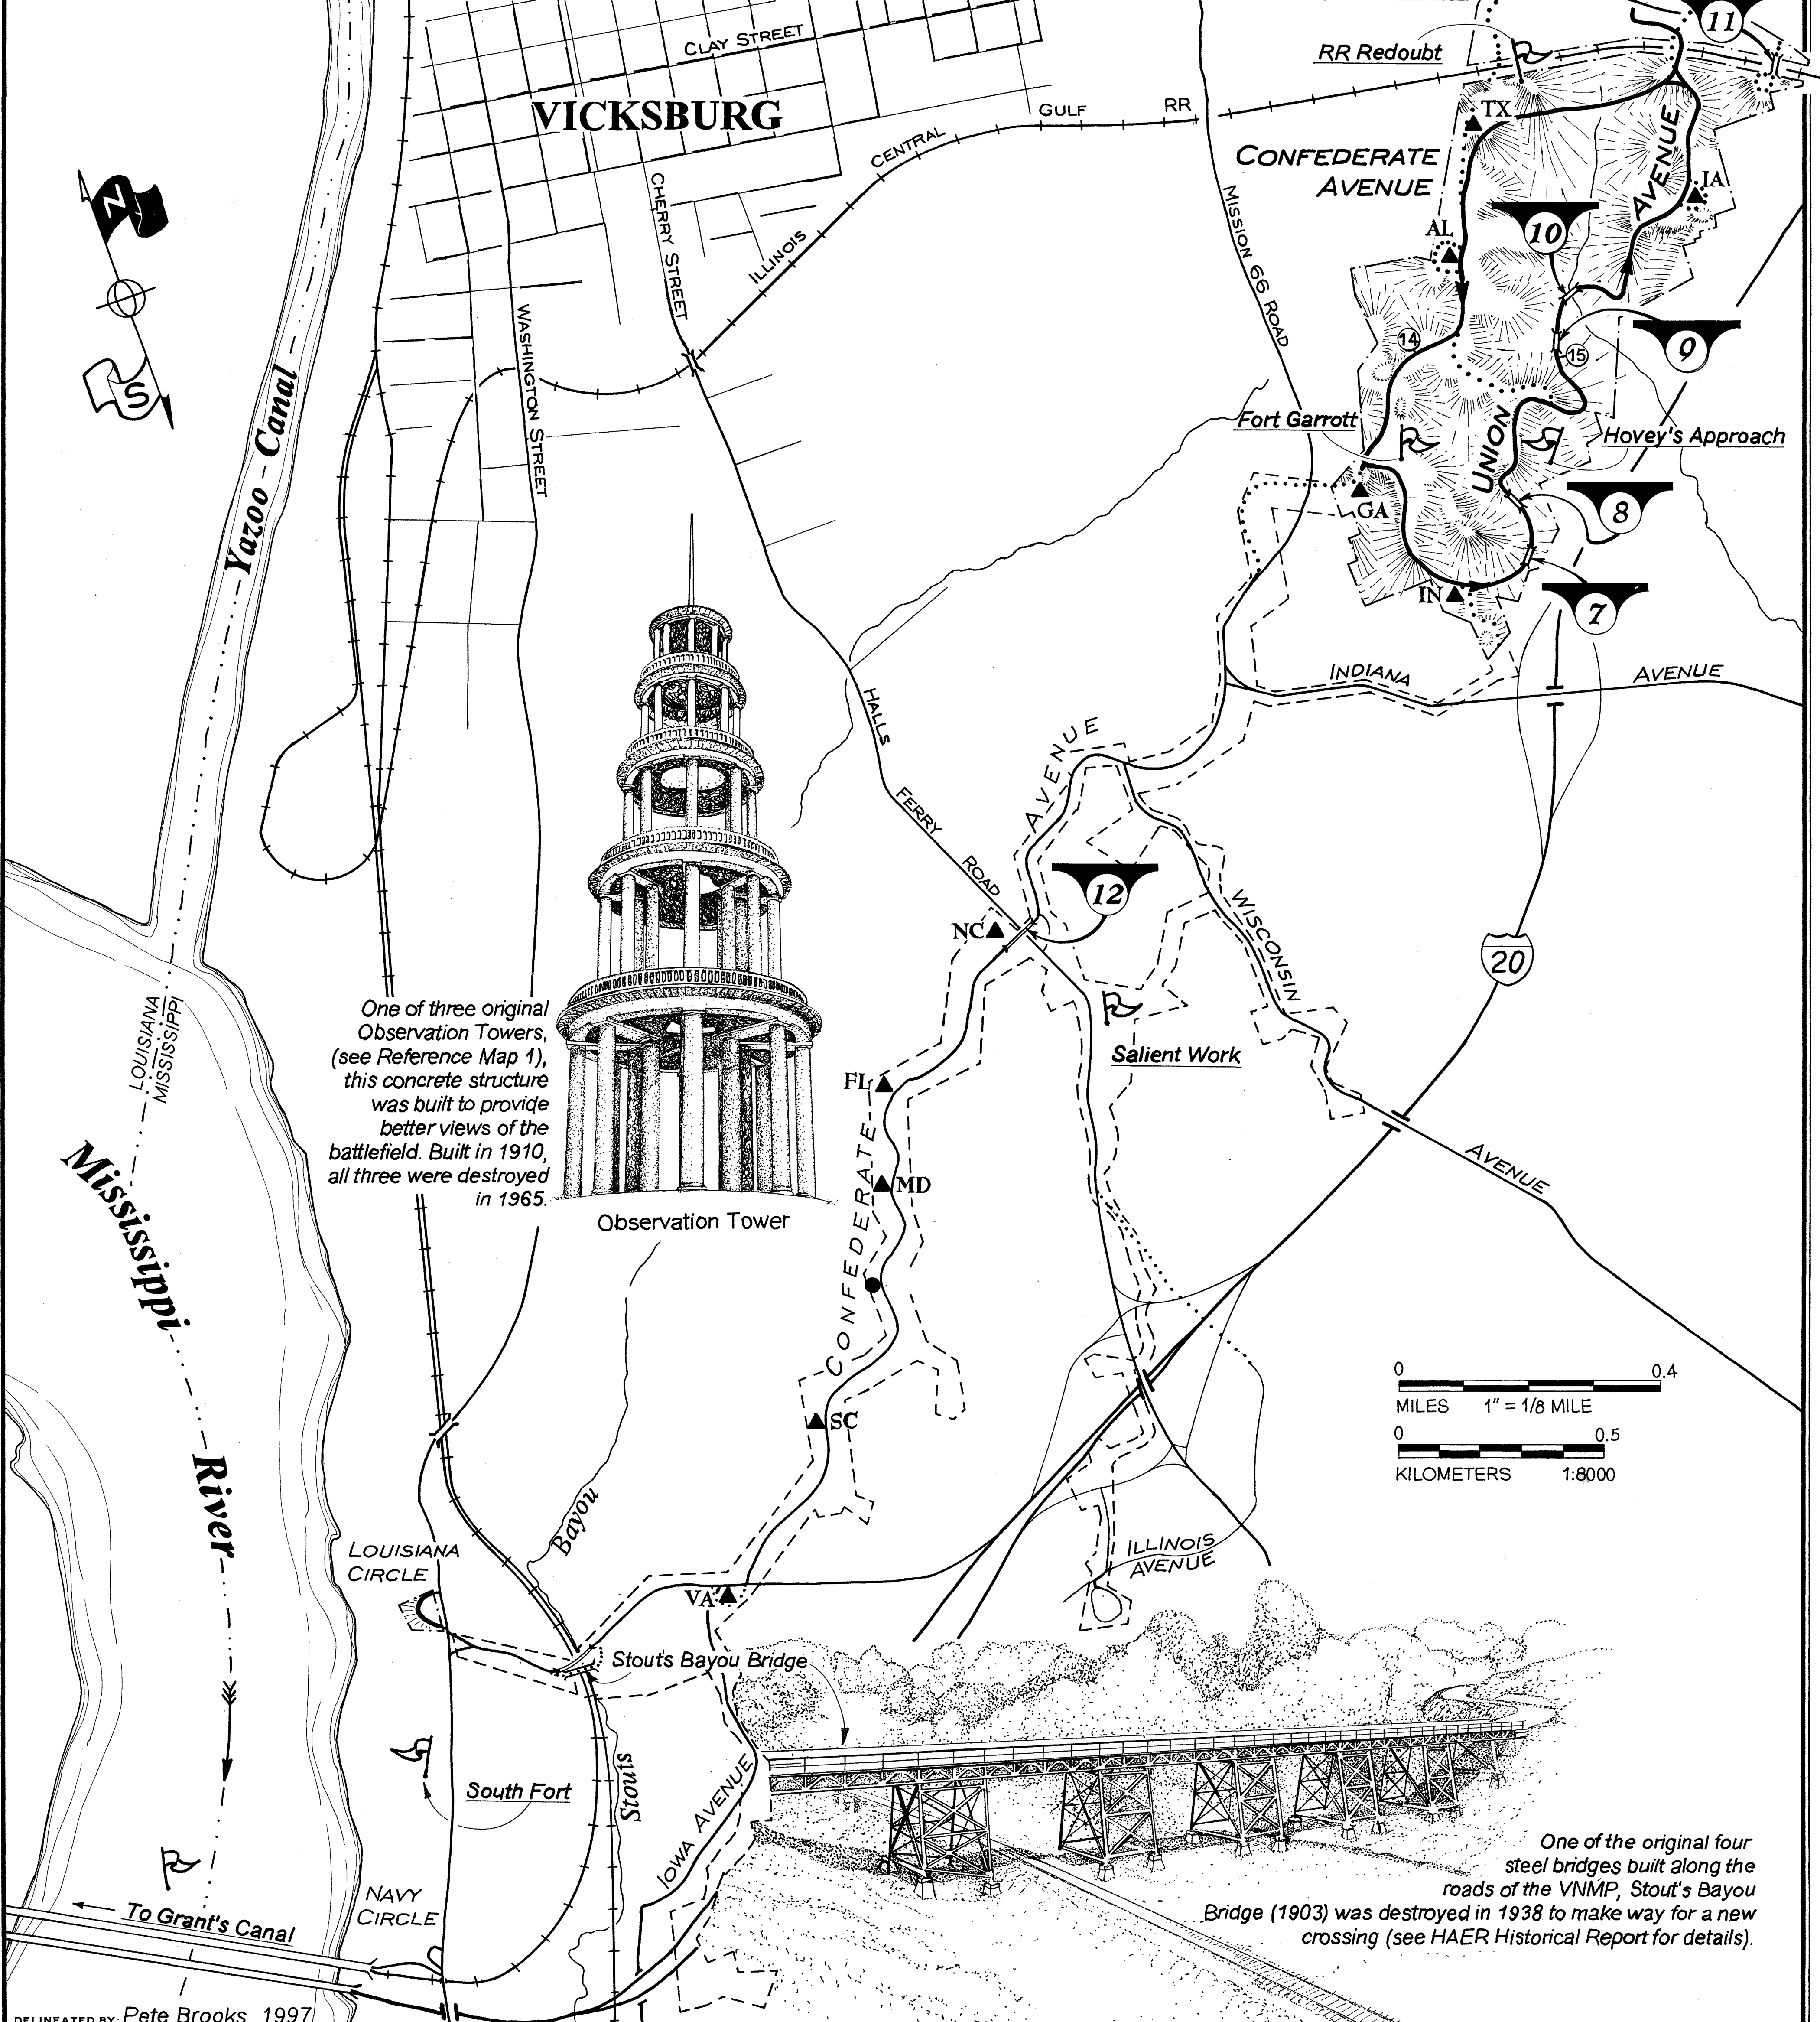 CLAY STREET
RR Redoubt
11
VICKSBURG
GULF
RR
TX
CONFEDERATE
AVENUE
AVENUE
CENTRAL
N
CHERRY STREET
MISSION 66 ROAD
IA
10
AL
ILLINOIS
S
WASHINGTON STREET
14
15
9
Yazoo - Canal
Fort Garrott
UNION
Hovey's Approach
GA
8
IN
7
INDIANA
AVENUE
HALLS
FERRY
ROAD
AVENUE
12
NC
WISCONSIN
20
LOUISIANA
MISSISSIPPI
One of three original
Observation Towers,
(see Reference Map 1),
this concrete structure
was built to provide
better views of the
battlefield. Built in 1910,
all three were destroyed
in 1965.
Observation Tower
Salient Work
FL
Mississippi
River
CONFEDERATE
MD
AVENUE
SC
0
0.4
MILES
1" = 1/8 MILE
0
0.5
KILOMETERS
1:8000
Bayou
LOUISIANA
CIRCLE
ILLINOIS
AVENUE
VA
Stout's Bayou Bridge
South Fort
Stouts
IOWA AVENUE
One of the original four
steel bridges built along the
roads of the VNMP, Stout's Bayou
Bridge (1903) was destroyed in 1938 to make way for a new
crossing (see HAER Historical Report for details).
NAVY
CIRCLE
To Grant's Canal
DELINEATED BY: Pete Brooks, 1997